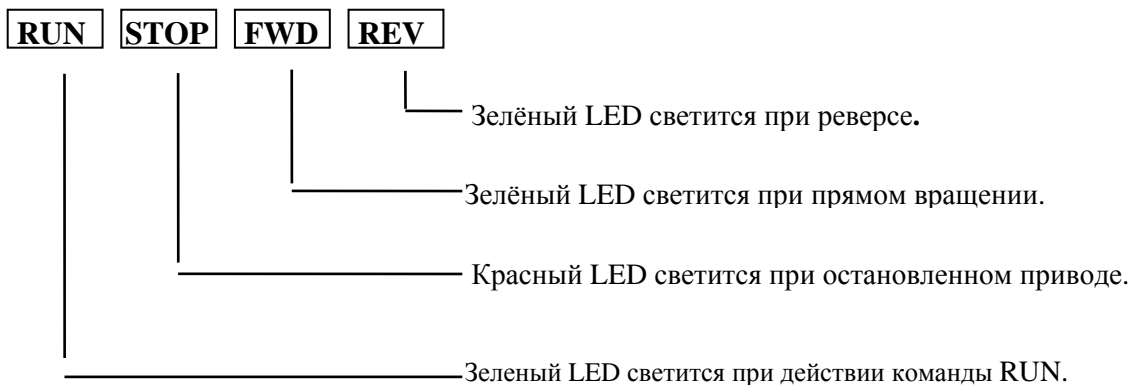 RUN STOP FWD REV
Зелёный LED светится при реверсе.
Зелёный LED светится при прямом вращении.
Красный LED светится при остановленном приводе.
Зеленый LED светится при действии команды RUN.